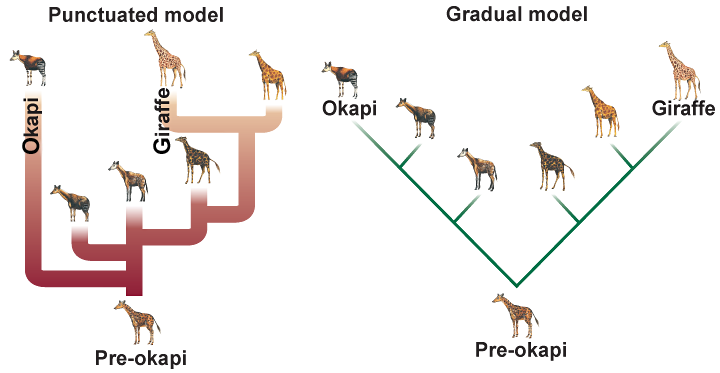 Punctuated model
Okapi
Giraffe
Pre-okapi
Gradual model
Okapi
Giraffe
Pre-okapi